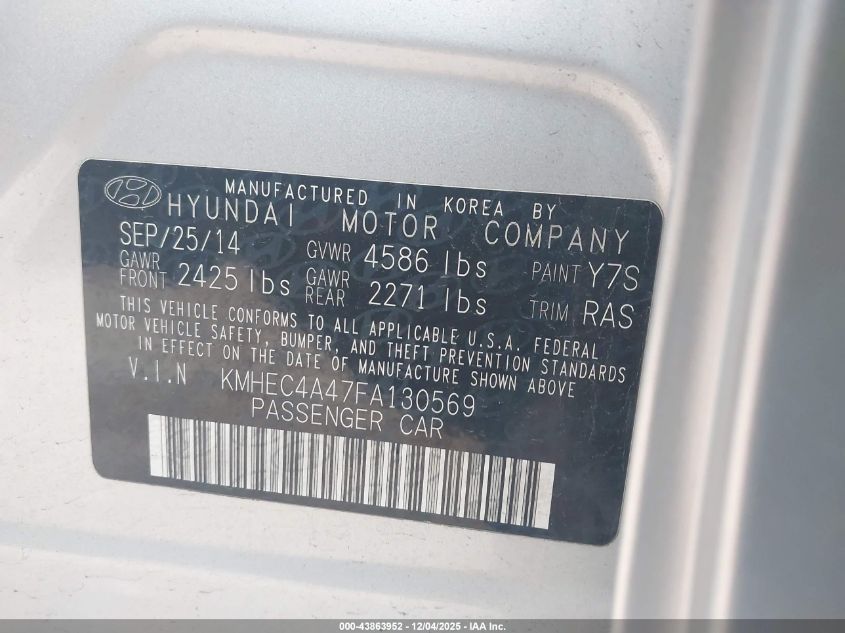 MANUFACTURED IN KOREA BY
HYUNDAI MOTOR COMPANY
SEP/25/14 GVWR 4586 lbs PAINT Y7S
GAWR FRONT 2425 lbs GAWR REAR 2271 lbs TRIM RAS
THIS VEHICLE CONFORMS TO ALL APPLICABLE U.S.A. FEDERAL
MOTOR VEHICLE SAFETY, BUMPER, AND THEFT PREVENTION STANDARDS
IN EFFECT ON THE DATE OF MANUFACTURE SHOWN ABOVE
V.I.N KMHEC4A47FA130569
PASSENGER CAR
000-43863952 - 12/04/2025 - IAA Inc.